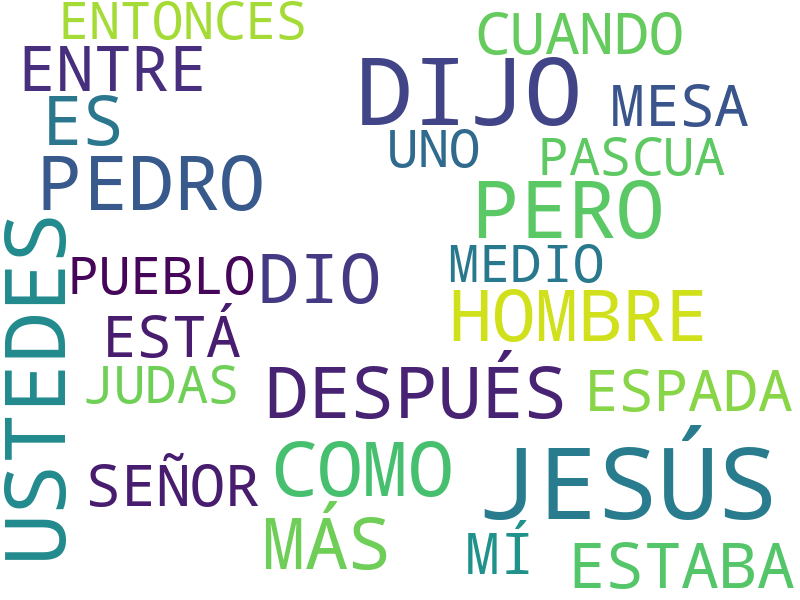 ENTONCES
CUANDO
ENTRE
DIJO
MESA
ES
UNO
PASCUA
PEDRO
PERO
USTEDES
PUEBLO
DIO
MEDIO
HOMBRE
ESTÁ
JUDAS
DESPUÉS
ESPADA
SEÑOR
COMO
JESÚS
MÁS
MÍ
ESTABA